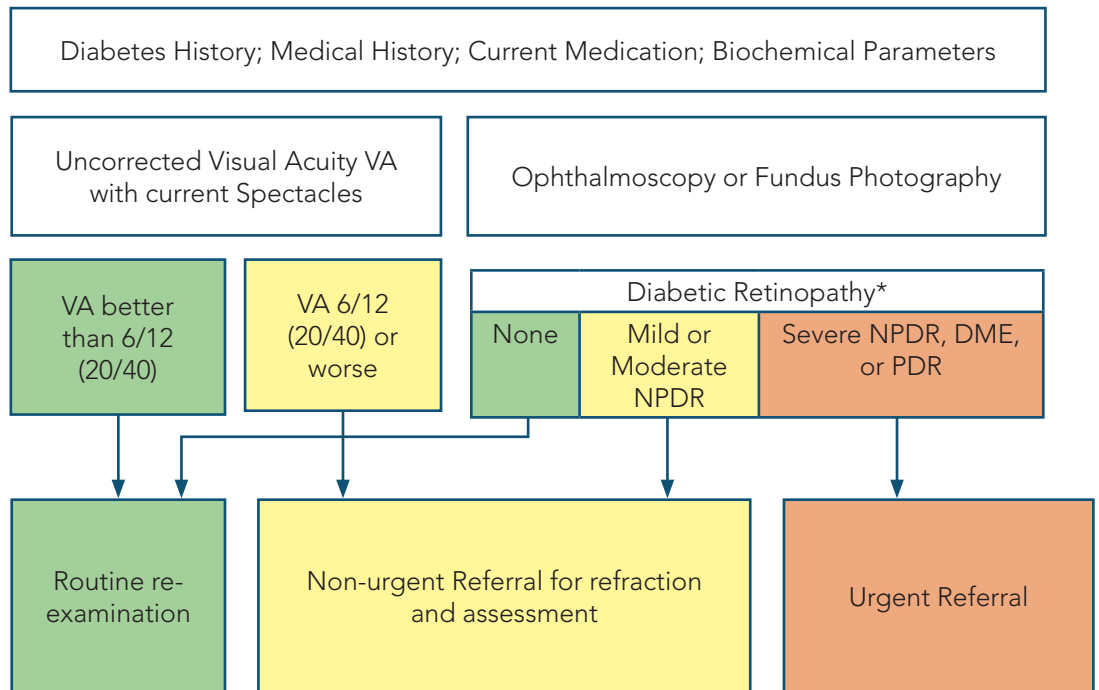 Diabetes History; Medical History; Current Medication; Biochemical Parameters
Uncorrected Visual Acuity VA
with current Spectacles
Ophthalmoscopy or Fundus Photography
VA better
than 6/12
(20/40)
VA 6/12
(20/40) or
worse
Diabetic Retinopathy*
None
Mild or
Moderate
NPDR
Severe NPDR, DME,
or PDR
Routine re-
examination
Non-urgent Referral for refraction
and assessment
Urgent Referral